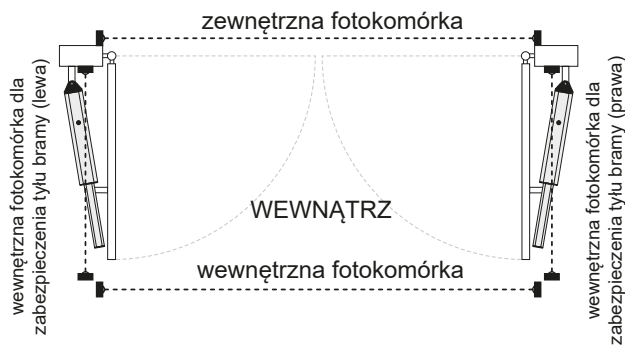 zewnętrzna fotokomórka
wewnętrzna fotokomórka dla
zabezpieczenia tyłu bramy (lewa)
WEWNĄTRZ
wewnętrzna fotokomórka
wewnętrzna fotokomórka dla
zabezpieczenia tyłu bramy (prawa)